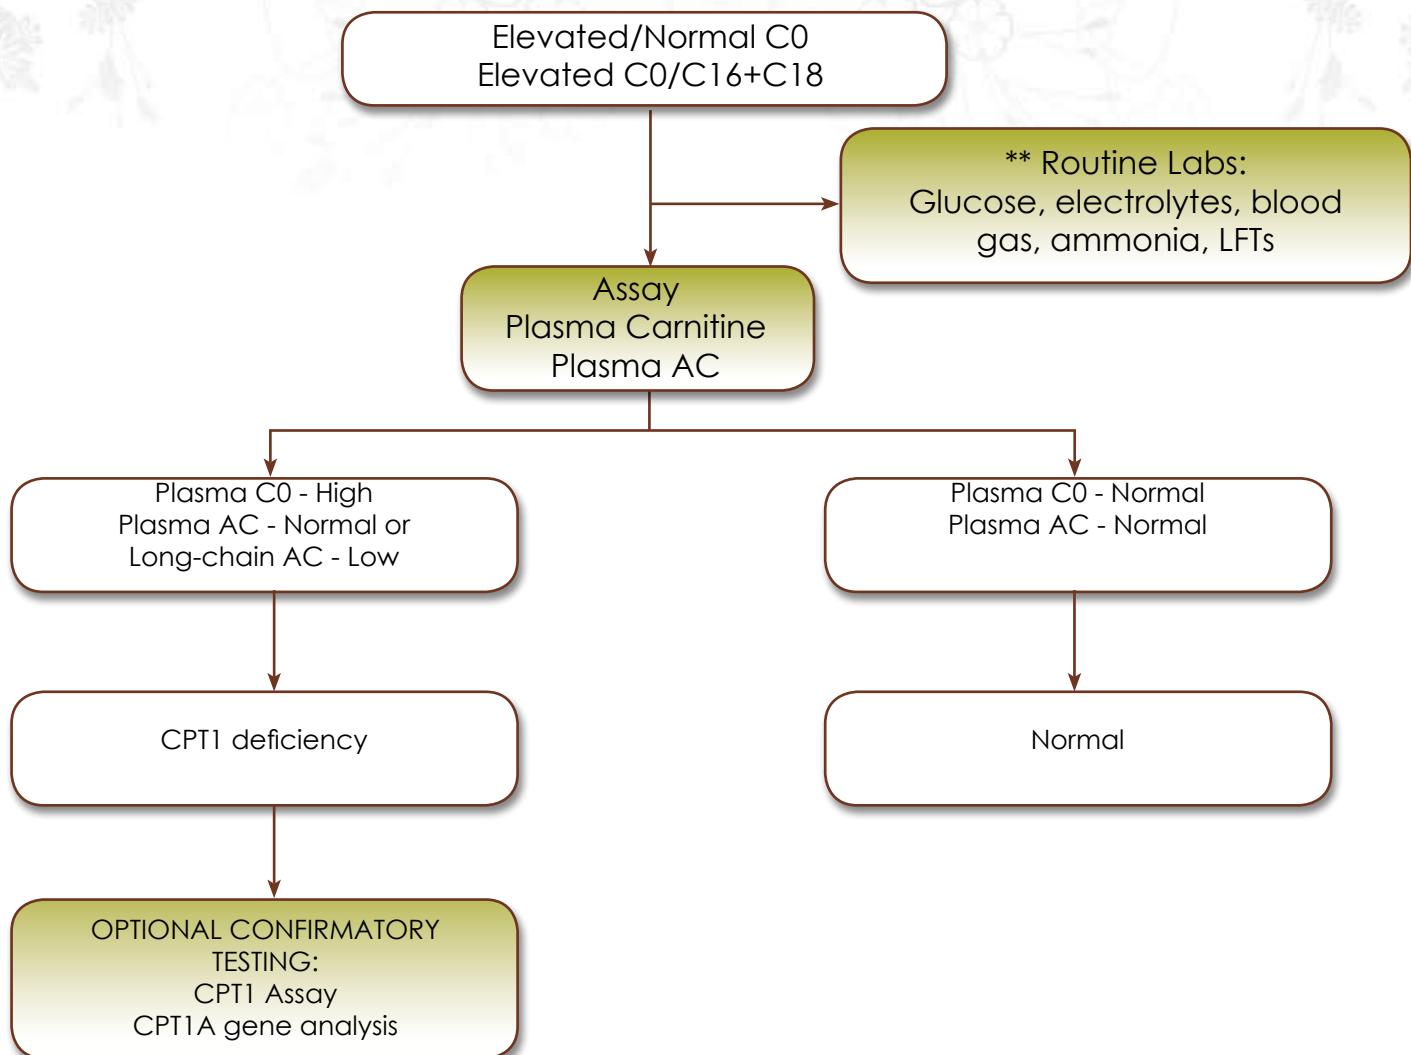 Elevated/Normal C0
Elevated C0/C16+C18
** Routine Labs:
Glucose, electrolytes, blood
gas, ammonia, LFTs
Assay
Plasma Carnitine
Plasma AC
Plasma C0 - High
Plasma AC - Normal or
Long-chain AC - Low
Plasma C0 - Normal
Plasma AC - Normal
CPT1 deficiency
Normal
OPTIONAL CONFIRMATORY
TESTING:
CPT1 Assay
CPT1A gene analysis